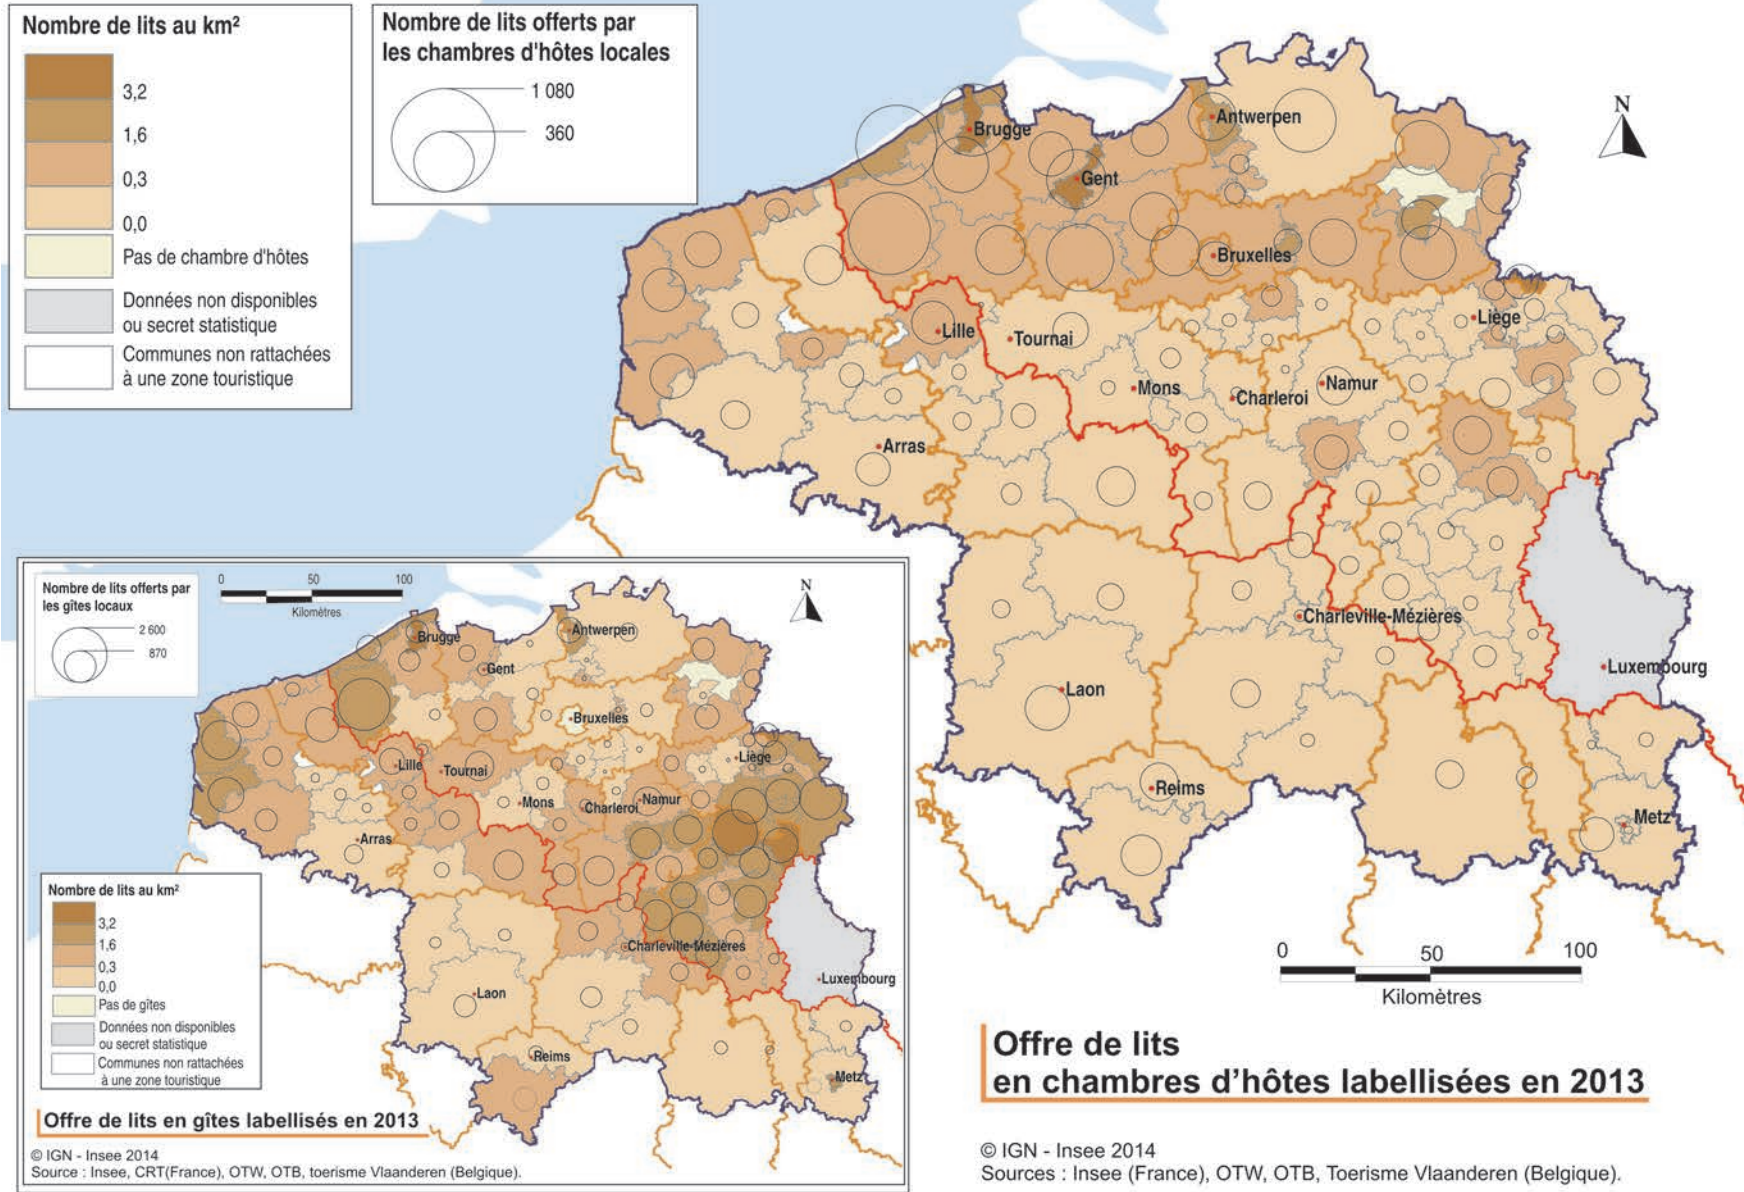 Nombre de lits au km²
3,2
1,6
0,3
0,0
Pas de chambre d'hôtes
Données non disponibles
ou secret statistique
Communes non rattachées
à une zone touristique
Nombre de lits offerts par
les chambres d'hôtes locales
1 080
360
N
Brugge
Antwerpen
Gent
Bruxelles
Lille
Tournai
Liège
Mons
Charleroi
Namur
Arras
Charleville-Mézières
Luxembourg
Laon
Reims
Metz
0 50 100
Kilomètres
Offre de lits
en chambres d'hôtes labellisées en 2013
© IGN - Insee 2014
Sources : Insee (France), OTW, OTB, Toerisme Vlaanderen (Belgique).
Nombre de lits offerts par
les gîtes locaux
2 600
870
0 50 100
Kilomètres
N
Brugge
Antwerpen
Gent
Bruxelles
Lille
Tournai
Liège
Mons
Charleroi
Namur
Arras
Charleville-Mézières
Luxembourg
Laon
Reims
Metz
Nombre de lits au km²
3,2
1,6
0,3
0,0
Pas de gîtes
Données non disponibles
ou secret statistique
Communes non rattachées
à une zone touristique
Offre de lits en gîtes labellisés en 2013
© IGN - Insee 2014
Source : Insee, CRT(France), OTW, OTB, toerisme Vlaanderen (Belgique).